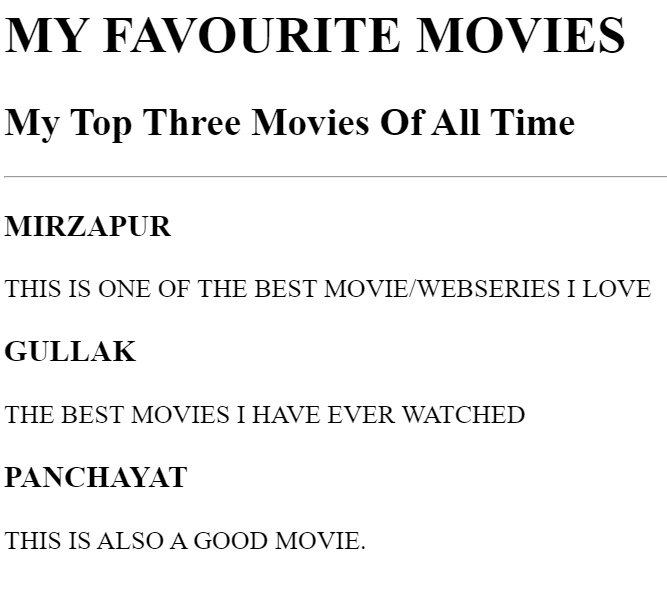 MY FAVOURITE MOVIES
My Top Three Movies Of All Time
MIRZAPUR
THIS IS ONE OF THE BEST MOVIE/WEBSERIES I LOVE
GULLAK
THE BEST MOVIES I HAVE EVER WATCHED
PANCHAYAT
THIS IS ALSO A GOOD MOVIE.